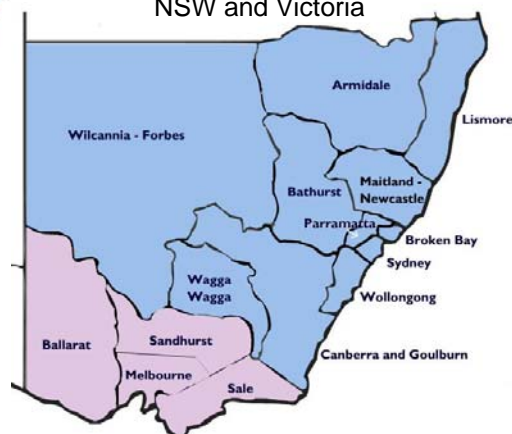 NSW and Victoria
Armidale
Lismore
Wilcannia - Forbes
Maitland -
Newcastle
Bathurst
Parramatta
Broken Bay
Sydney
Wagga
Wagga
Wollongong
Sandhurst
Ballarat
Canberra and Goulburn
Melbourne
Sale